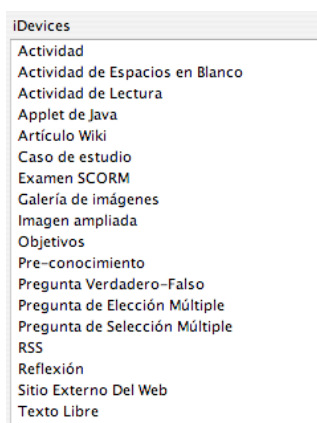 iDevices
Actividad
Actividad de Espacios en Blanco
Actividad de Lectura
Applet de Java
Artículo Wiki
Caso de estudio
Examen SCORM
Galería de imágenes
Imagen ampliada
Objetivos
Pre-conocimiento
Pregunta Verdadero-Falso
Pregunta de Elección Múltiple
Pregunta de Selección Múltiple
RSS
Reflexión
Sitio Externo Del Web
Texto Libre